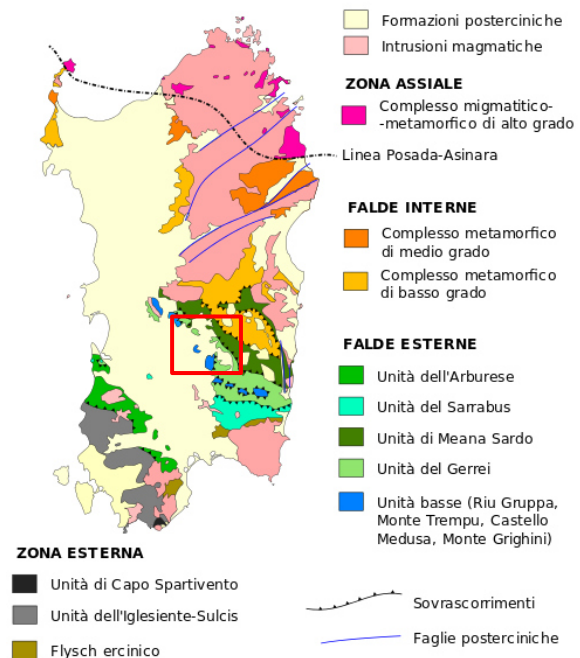 Formazioni posterciniche
Intrusioni magmatiche
ZONA ASSIALE
Complesso migmatitico-
-metamorfico di alto grado
Linea Posada-Asinara
FALDE INTERNE
Complesso metamorfico
di medio grado
Complesso metamorfico
di basso grado
FALDE ESTERNE
Unità dell'Arburese
Unità del Sarrabus
Unità di Meana Sardo
Unità del Gerrei
Unità basse (Riu Gruppa,
Monte Trempu, Castello
Medusa, Monte Grighini)
ZONA ESTERNA
Unità di Capo Spartivento
Unità dell'Iglesiente-Sulcis
Flysch ercinico
Sovrascorrimenti
Faglie posterciniche